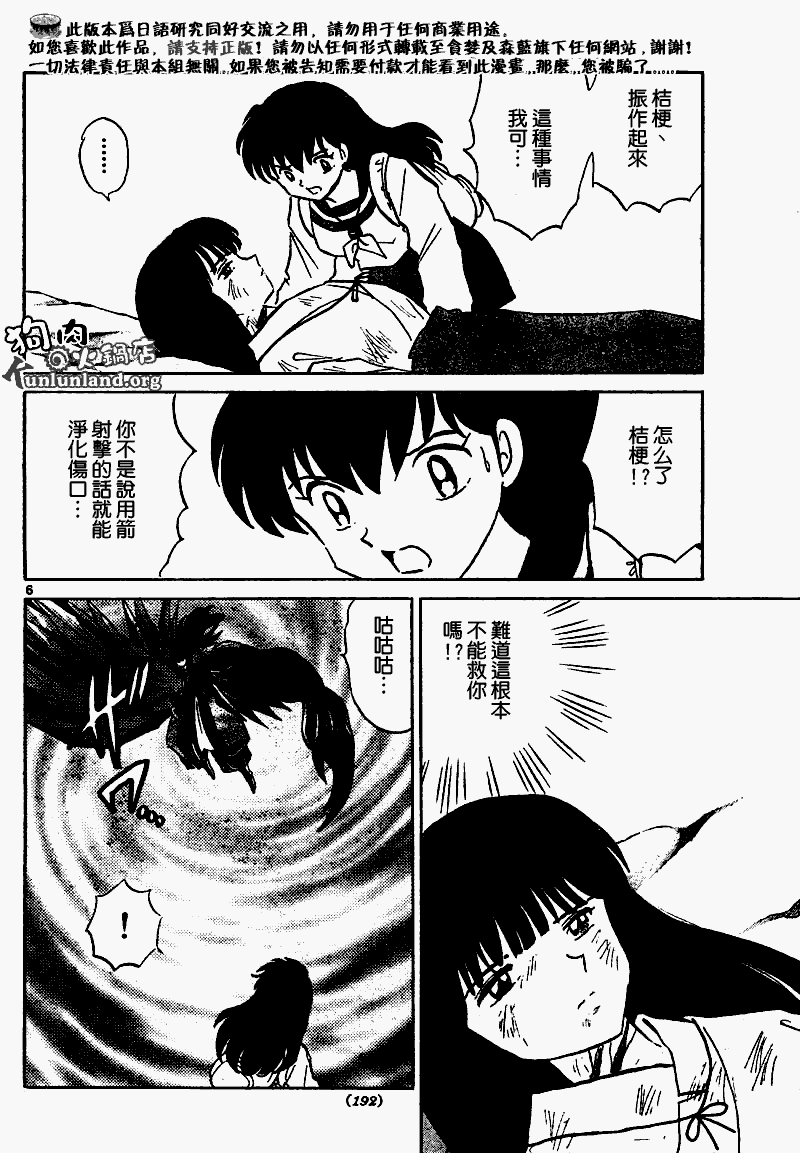 此版本爲日語研究同好交流之用，請勿用于任何商業用途。
如您喜歡此作品，請支持正版！請勿以任何形式轉載至貪婪及森藍旗下任何網站，謝謝！
一切法律責任與本組無關。如果您被告知需要付款才能看到此漫畫，那麼，您被騙了……
桔梗、
振作起來
這種事情
我可…
……
狗肉
の火鍋店
Kunlunland.org
怎么了
桔梗！？
你不是說用箭
射擊的話就能
淨化傷口…
6
難道這根本
不能救你
嗎！？
咕咕咕…
！
(192)